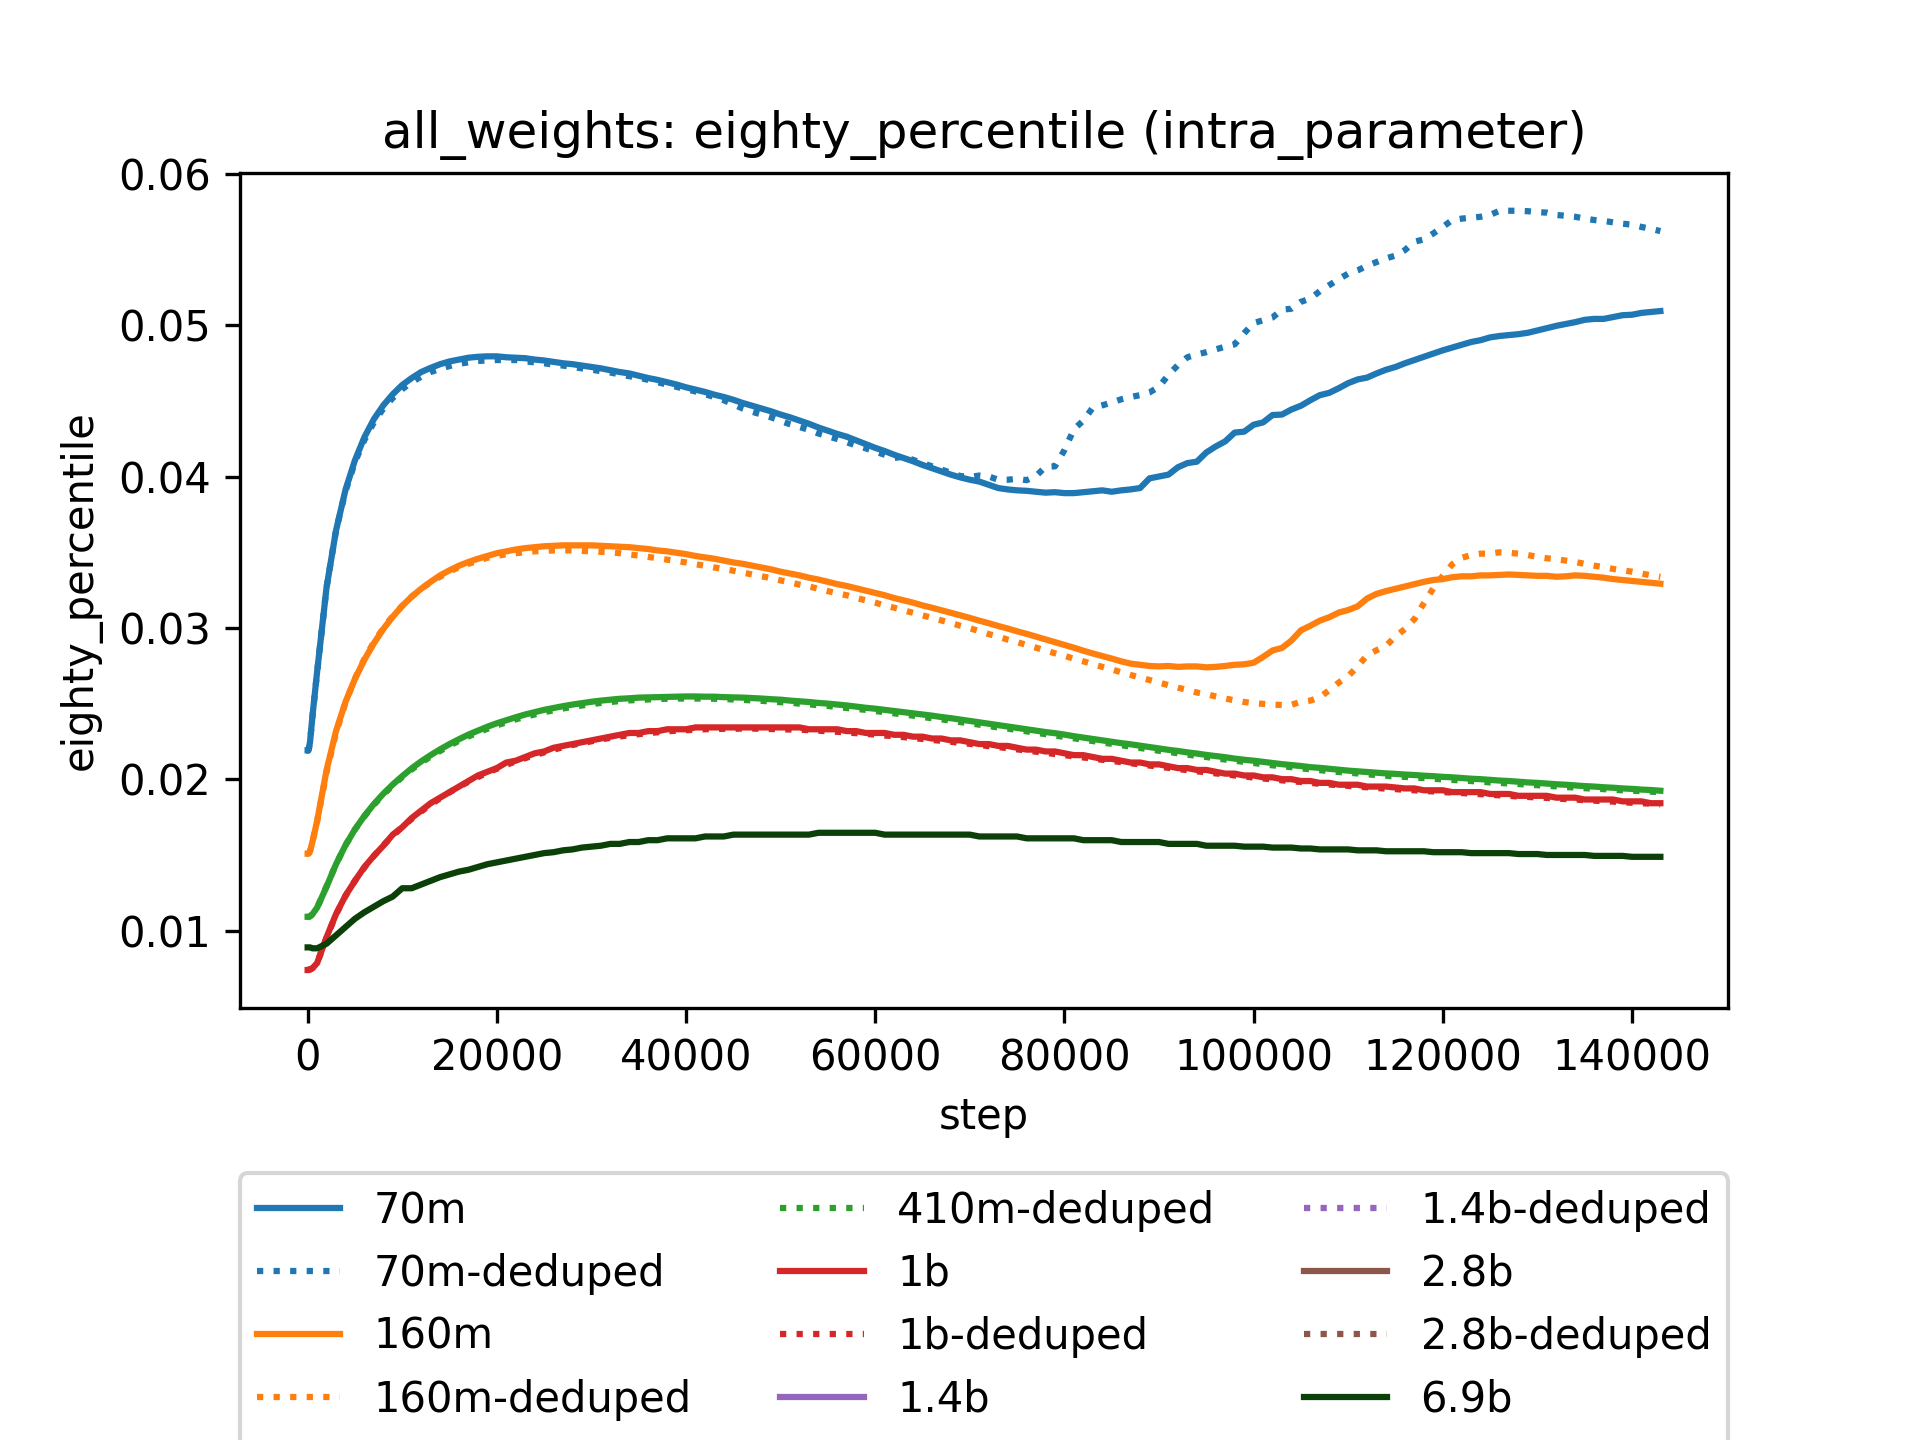 all_weights: eighty_percentile (intra_parameter)
eighty_percentile
0.06
0.05
0.04
0.03
0.02
0.01
0 20000 40000 60000 80000 100000 120000 140000
step
70m 410m-deduped 1.4b-deduped
70m-deduped 1b 2.8b
160m 1b-deduped 2.8b-deduped
160m-deduped 1.4b 6.9b